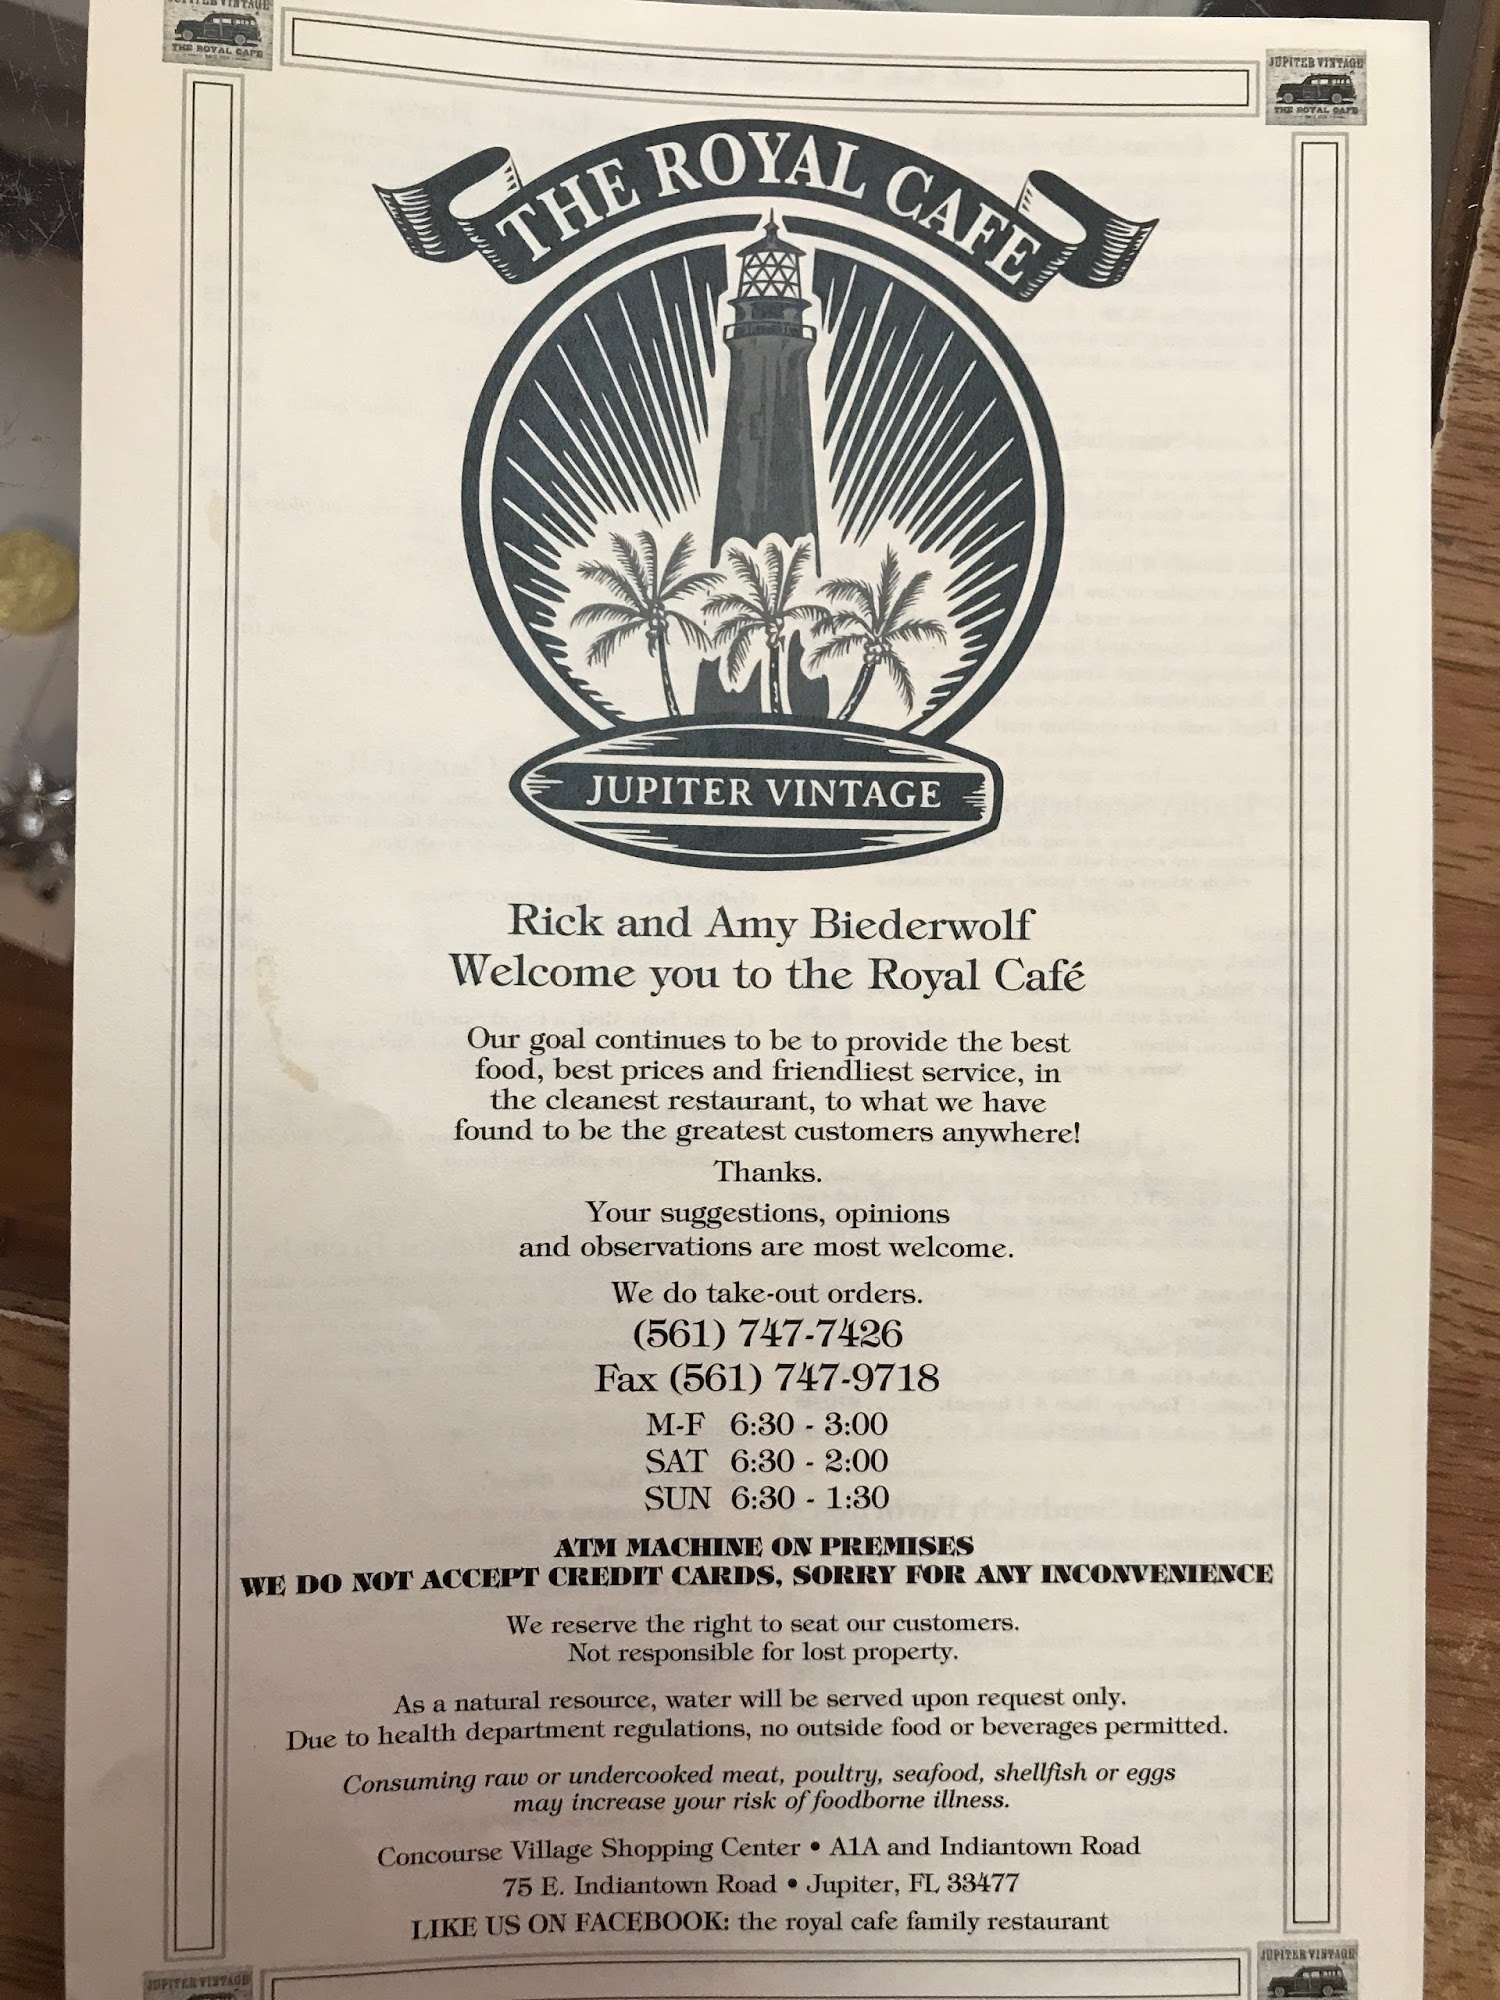 JUPITER VINTAGE
THE ROYAL CAFE
JUPITER VINTAGE
THE ROYAL CAFE
THE ROYAL CAFE
JUPITER VINTAGE
Rick and Amy Biederwolf
Welcome you to the Royal Café
Our goal continues to be to provide the best
food, best prices and friendliest service, in
the cleanest restaurant, to what we have
found to be the greatest customers anywhere!
Thanks.
Your suggestions, opinions
and observations are most welcome.
We do take-out orders.
(561) 747-7426
Fax (561) 747-9718
M-F 6:30 - 3:00
SAT 6:30 - 2:00
SUN 6:30 - 1:30
ATM MACHINE ON PREMISES
WE DO NOT ACCEPT CREDIT CARDS, SORRY FOR ANY INCONVENIENCE
We reserve the right to seat our customers.
Not responsible for lost property.
As a natural resource, water will be served upon request only.
Due to health department regulations, no outside food or beverages permitted.
Consuming raw or undercooked meat, poultry, seafood, shellfish or eggs
may increase your risk of foodborne illness.
Concourse Village Shopping Center • A1A and Indiantown Road
75 E. Indiantown Road • Jupiter, FL 33477
LIKE US ON FACEBOOK: the royal cafe family restaurant
JUPITER VINTAGE
JUPITER VINTAGE